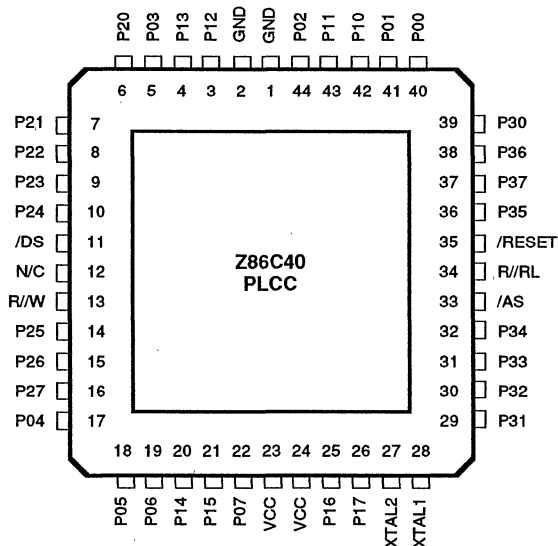 P20 P03 P13 P12 GND GND P02 P11 P10 P01 P00
6 5 4 3 2 1 44 43 42 41 40
P21 7 39 P30
P22 8 38 P36
P23 9 37 P37
P24 10 36 P35
/DS 11 35 /RESET
N/C 12 34 R//RL
R//W 13 33 /AS
P25 14 32 P34
P26 15 31 P33
P27 16 30 P32
P04 17 29 P31
Z86C40
PLCC
18 19 20 21 22 23 24 25 26 27 28
P05 P06 P14 P15 P07 VCC VCC P16 P17 XTAL2 XTAL1